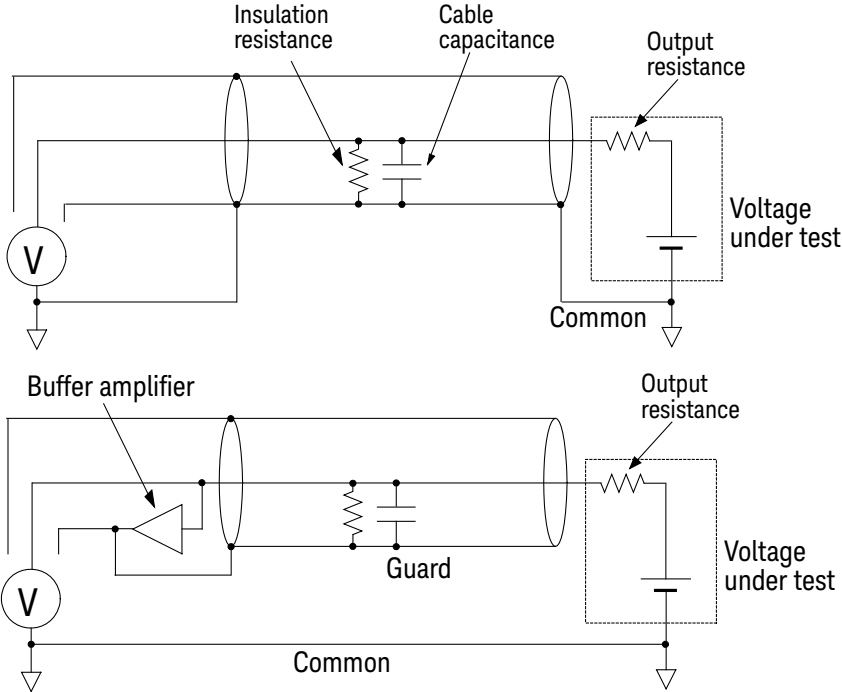 Insulation
resistance
Cable
capacitance
Output
resistance
V
Voltage
under test
Common
Buffer amplifier
Output
resistance
V
Guard
Voltage
under test
Common